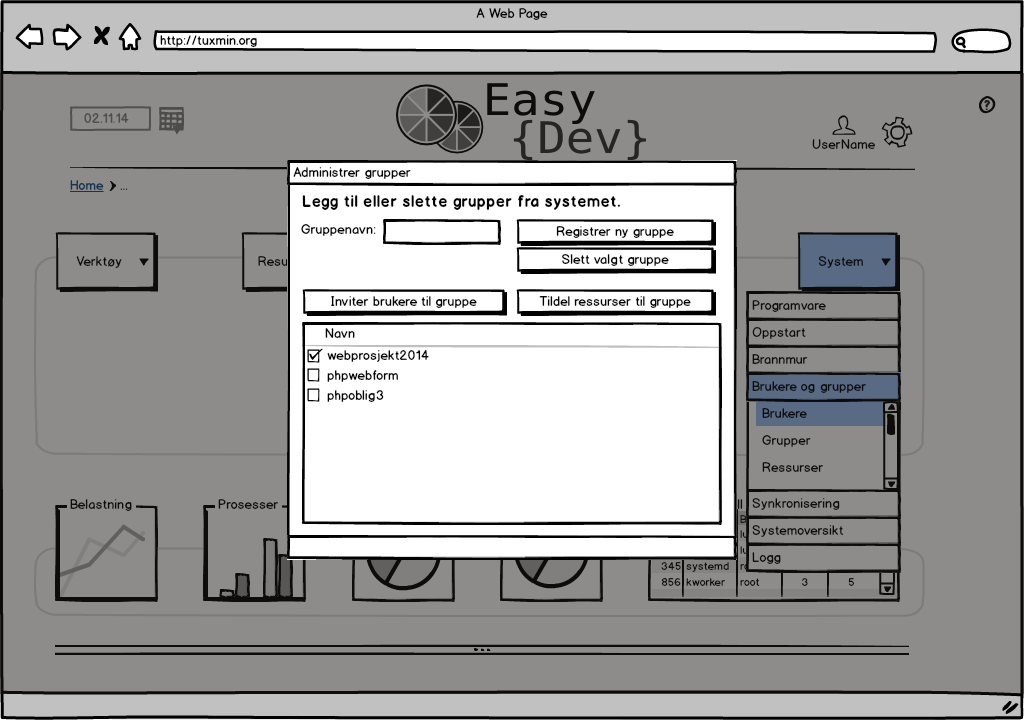 A Web Page
http://tuxmin.org
02.11.14
Easy
{Dev}
UserName
Home
...
Administrer grupper
Legg til eller slette grupper fra systemet.
Gruppenavn:
Registrer ny gruppe
Slett valgt gruppe
Inviter brukere til gruppe
Tildel ressurser til gruppe
Navn
webprosjekt2014
phpwebform
phpoblig3
Verktøy
System
Programvare
Oppstart
Brannmur
Brukere og grupper
Brukere
Grupper
Ressurser
Synkronisering
Systemoversikt
Logg
Belastning
Prosesser
345 systemd
856 kworker root 3 5